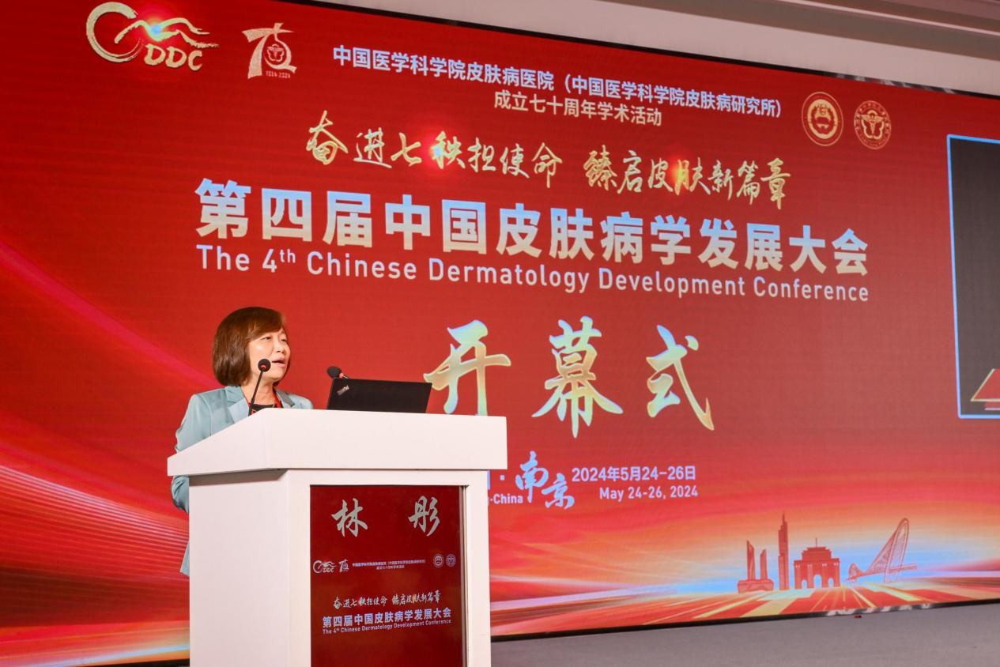 CDDC
70
1954-2024
中国医学科学院皮肤病医院（中国医学科学院皮肤病研究所）
成立七十周年学术活动
奋进七秩担使命 臻启皮肤新篇章
第四届中国皮肤病学发展大会
The 4th Chinese Dermatology Development Conference
开幕式
·南京
-China
2024年5月24-26日
May 24-26, 2024
ThinkPad
林 彤
CDDC
70
中国医学科学院皮肤病医院（中国医学科学院皮肤病研究所）
成立七十周年学术活动
奋进七秩担使命 臻启皮肤新篇章
第四届中国皮肤病学发展大会
The 4th Chinese Dermatology Development Conference